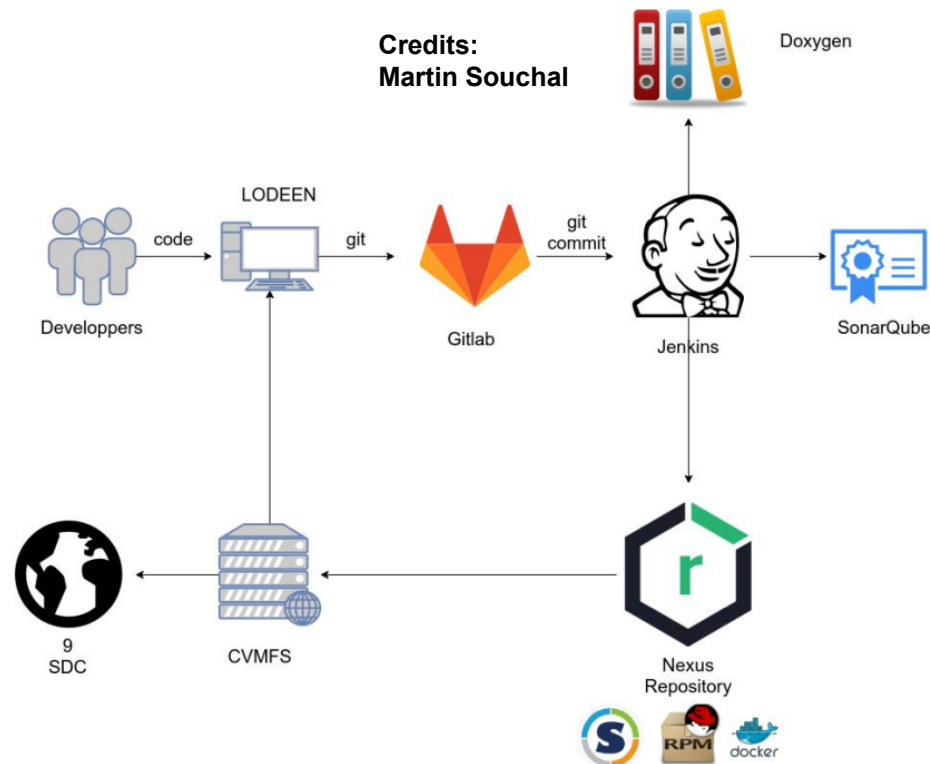 Credits:
Martin Souchal
Doxygen
LODEEN
code
git
git
commit
Developpers
Gitlab
Jenkins
SonarQube
9
SDC
CVMFS
r
Nexus
Repository
S
RPM
docker